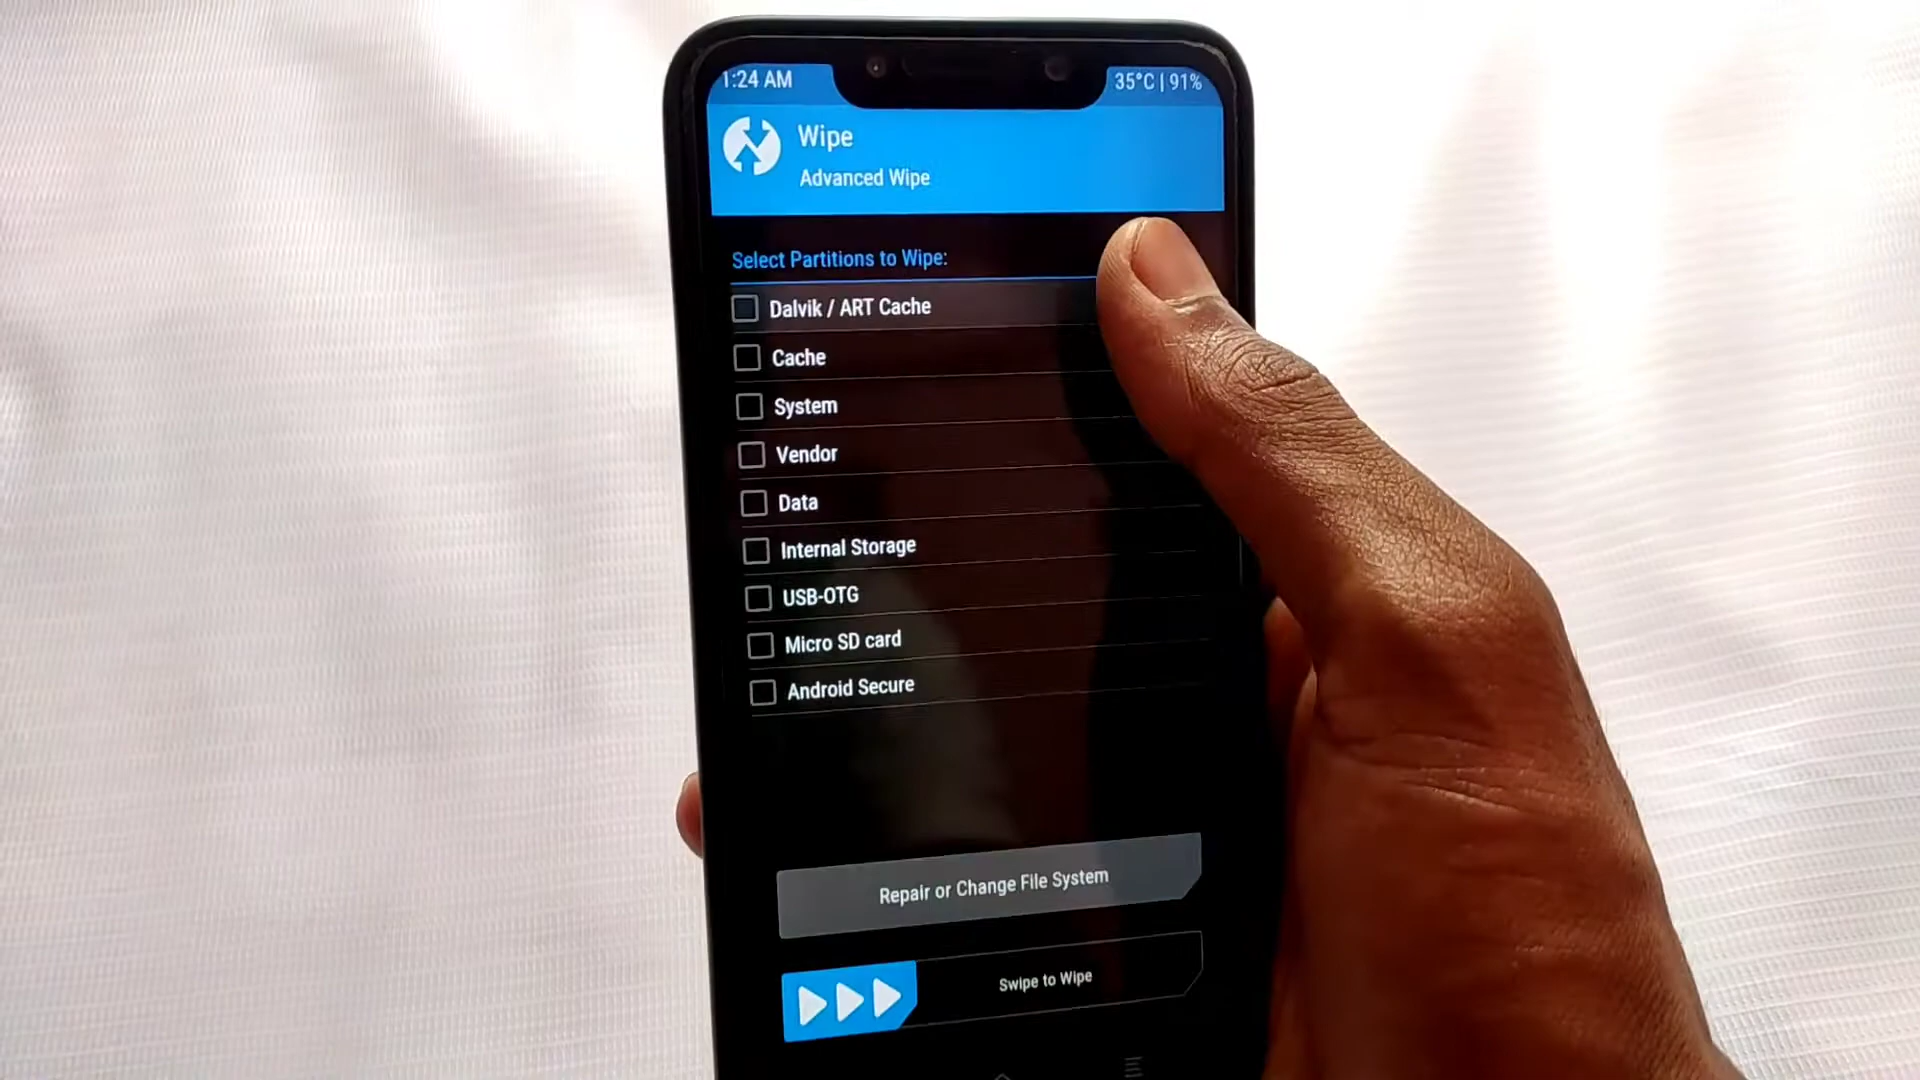 1:24 AM
35°C | 91%
Wipe
Advanced Wipe
Select Partitions to Wipe:
Dalvik / ART Cache
Cache
System
Vendor
Data
Internal Storage
USB-OTG
Micro SD card
Android Secure
Repair or Change File System
Swipe to Wipe